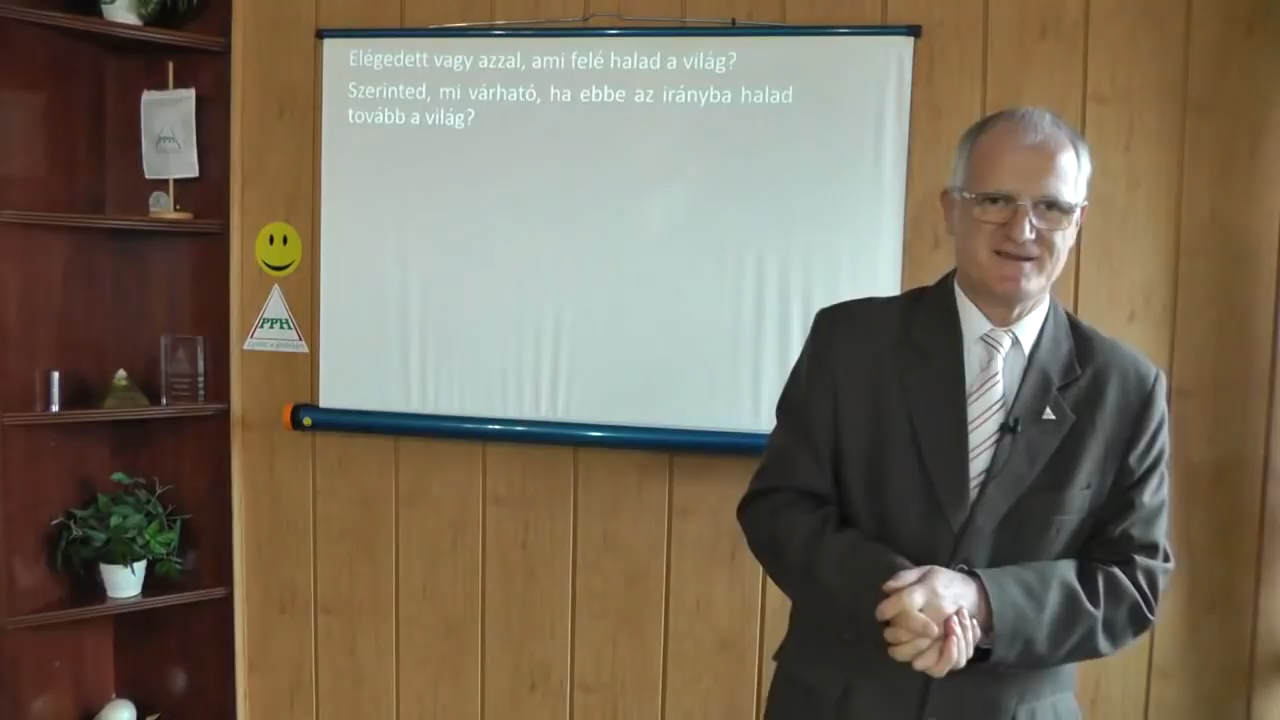 Elégedett vagy azzal, ami felé halad a világ?
Szerinted, mi várható, ha ebbe az irányba halad
tovább a világ?
PPH